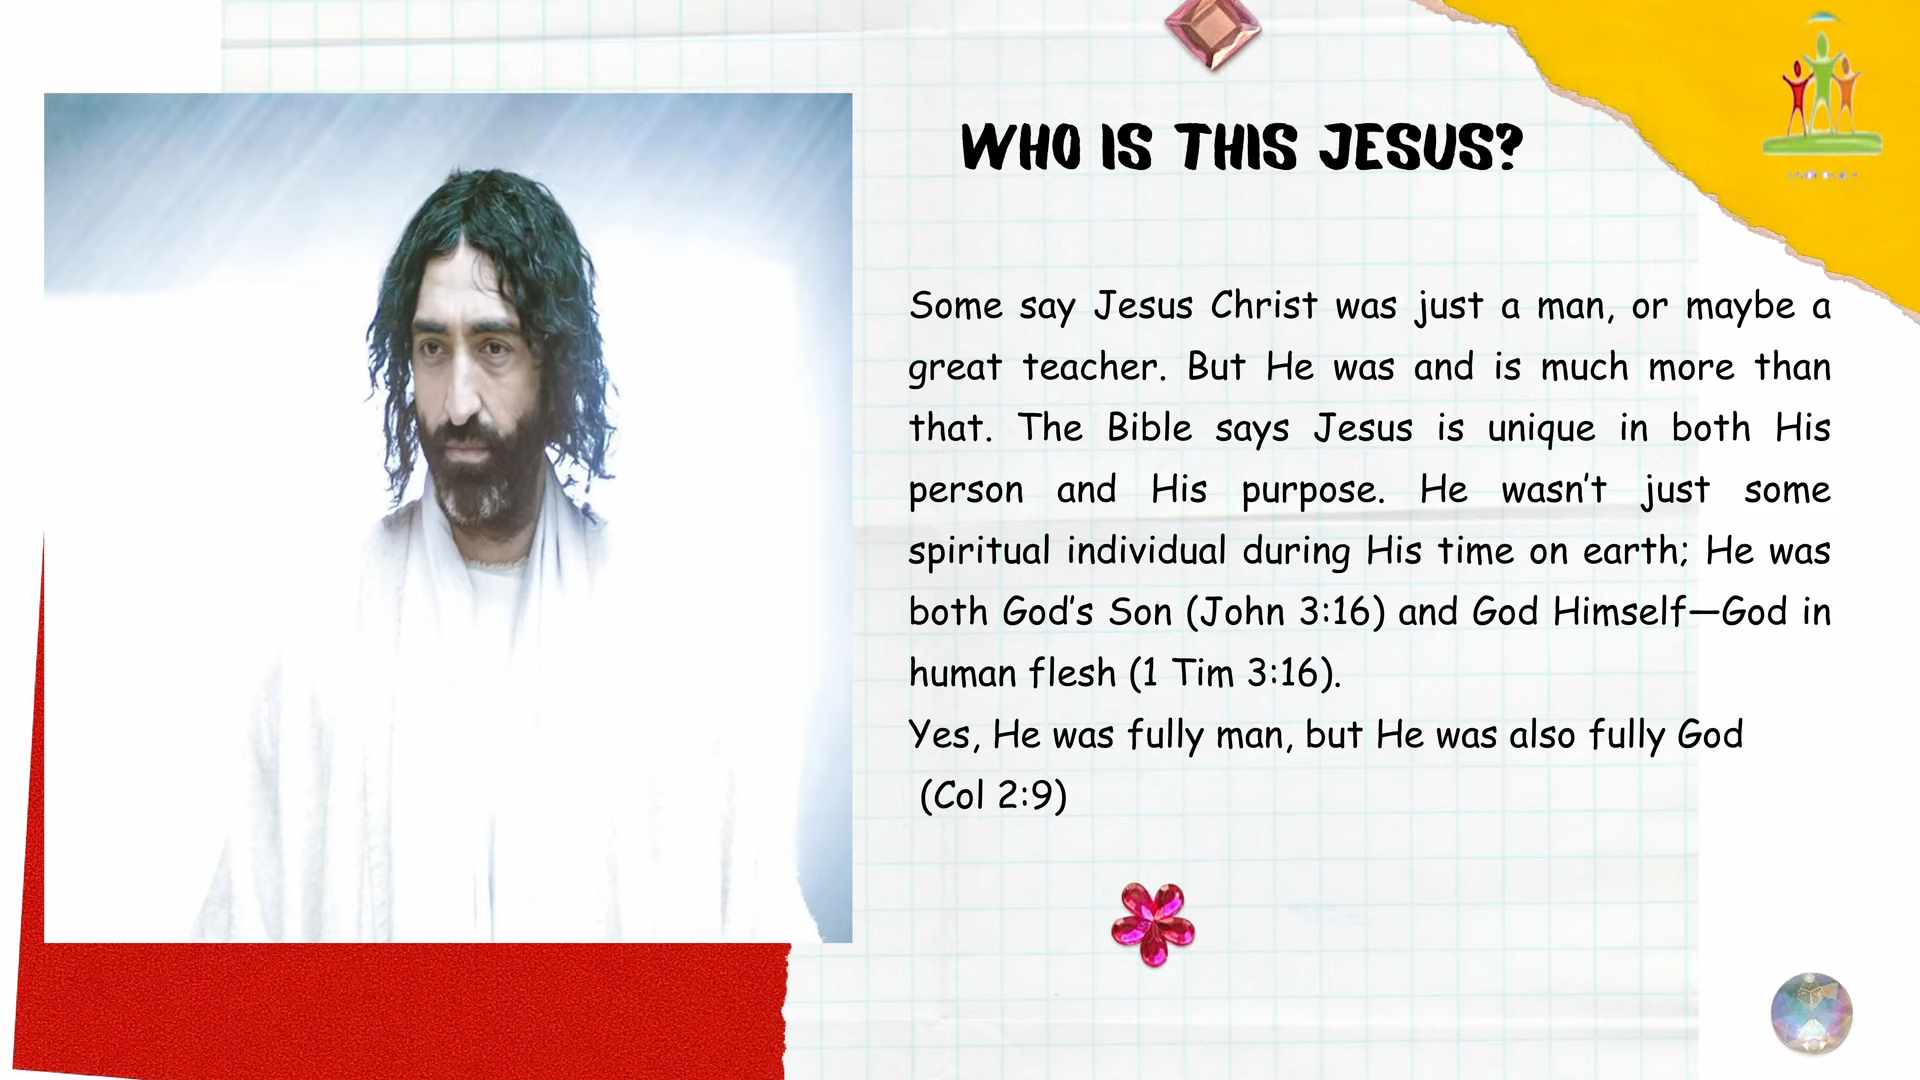 WHO IS THIS JESUS?
Some say Jesus Christ was just a man, or maybe a
great teacher. But He was and is much more than
that. The Bible says Jesus is unique in both His
person and His purpose. He wasn’t just some
spiritual individual during His time on earth; He was
both God’s Son (John 3:16) and God Himself—God in
human flesh (1 Tim 3:16).
Yes, He was fully man, but He was also fully God
(Col 2:9)